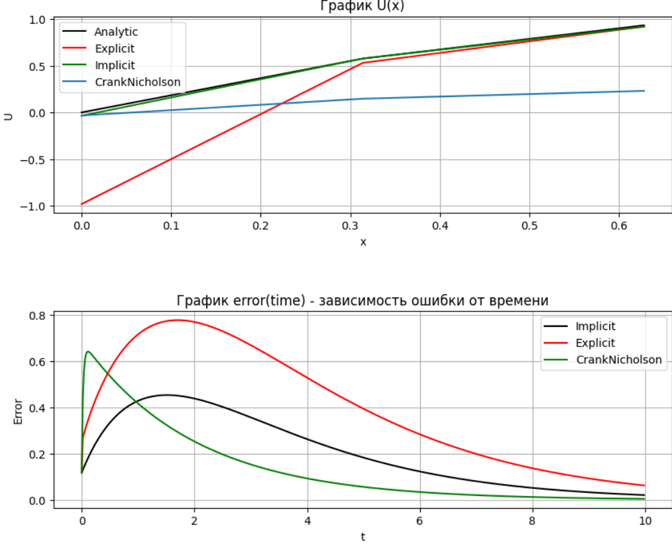 График U(x)
1.0
0.5
0.0
−0.5
−1.0
U
Analytic
Explicit
Implicit
CrankNicholson
0.0 0.1 0.2 0.3 0.4 0.5 0.6
x
График error(time) - зависимость ошибки от времени
0.8
0.6
0.4
0.2
0.0
Error
Implicit
Explicit
CrankNicholson
0 2 4 6 8 10
t